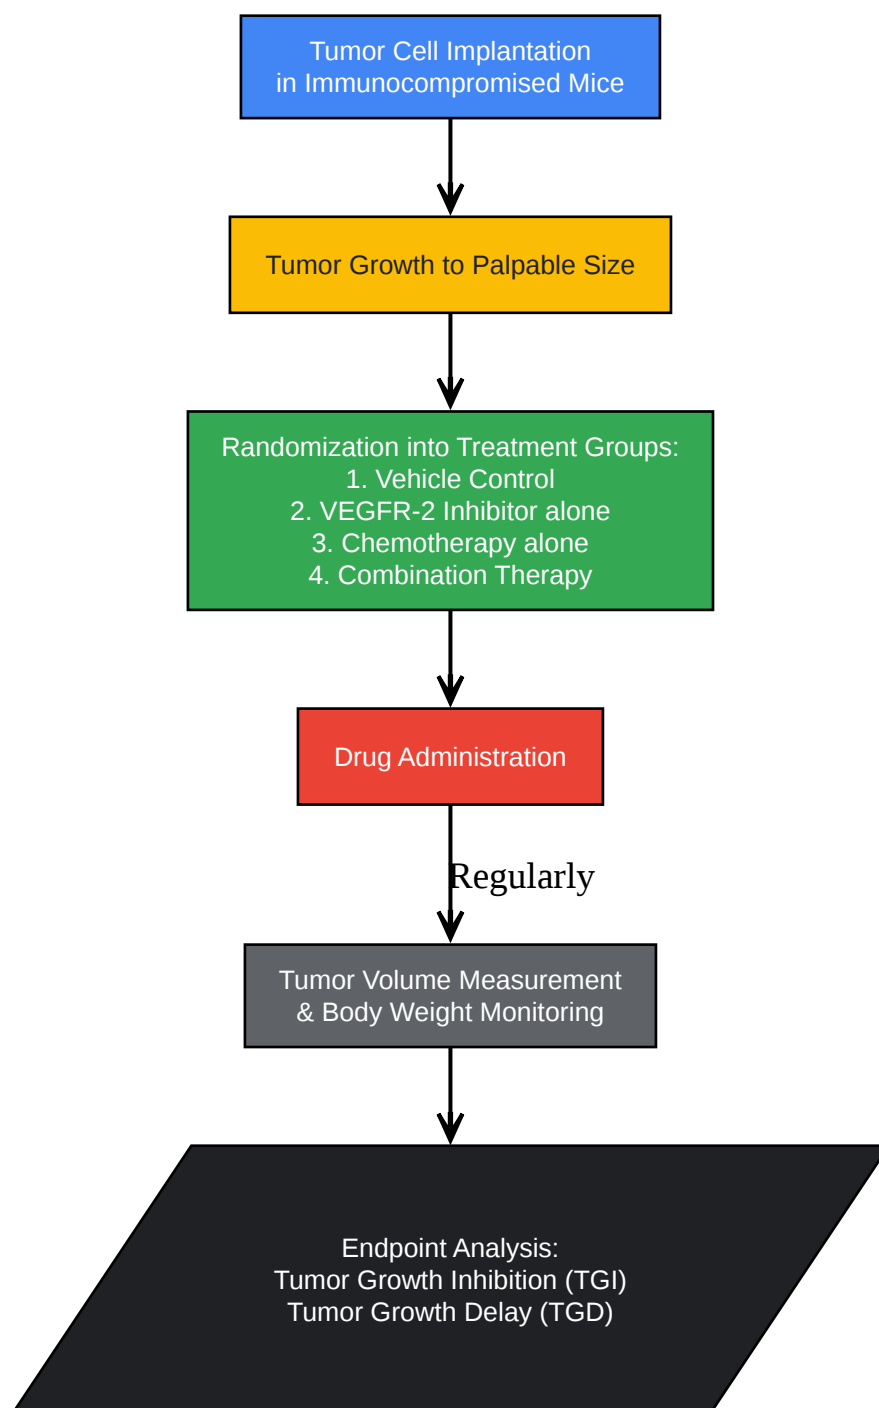 Tumor Cell Implantation
in Immunocompromised Mice
Tumor Growth to Palpable Size
Randomization into Treatment Groups:
1. Vehicle Control
2. VEGFR-2 Inhibitor alone
3. Chemotherapy alone
4. Combination Therapy
Drug Administration
Regularly
Tumor Volume Measurement
& Body Weight Monitoring
Endpoint Analysis:
Tumor Growth Inhibition (TGI)
Tumor Growth Delay (TGD)